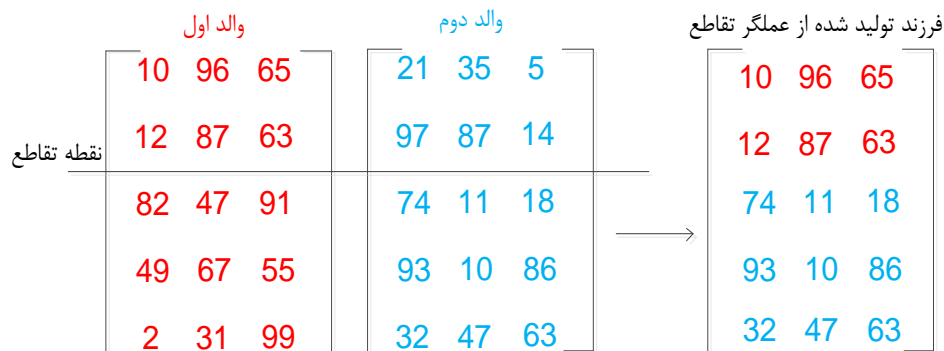 والد اول
10 96 65
12 87 63
82 47 91
49 67 55
2 31 99
نقطه تقاطع
والد دوم
21 35 5
97 87 14
74 11 18
93 10 86
32 47 63
فرزند تولید شده از عملگر تقاطع
10 96 65
12 87 63
74 11 18
93 10 86
32 47 63